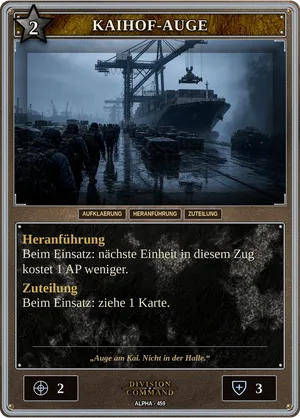 2
KAIHOF-AUGE
AUFKLAERUNG
HERANFÜHRUNG
ZUTEILUNG
Heranführung
Beim Einsatz: nächste Einheit in diesem Zug
kostet 1 AP weniger.
Zuteilung
Beim Einsatz: ziehe 1 Karte.
„Auge am Kai. Nicht in der Halle.“
2
DIVISION
COMMAND
ALPHA - 459
3